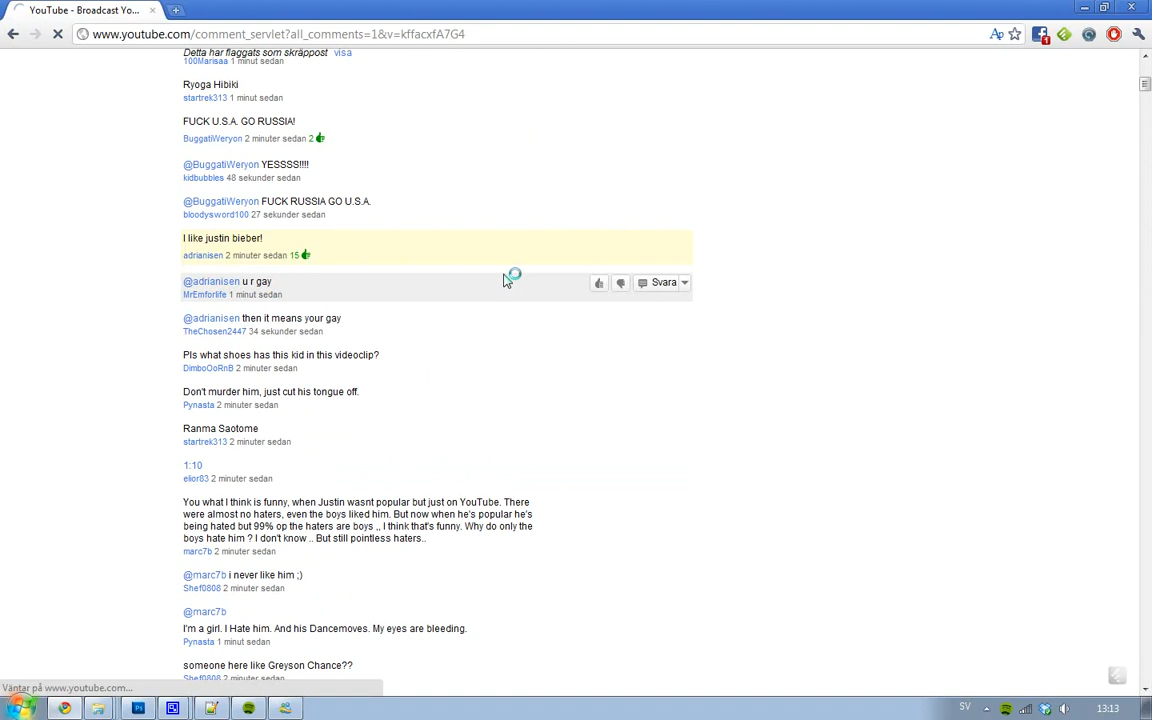 YouTube - Broadcast Yo...
www.youtube.com/comment_servlet?all_comments=1&v=kffacxfA7G4
Detta har flaggats som skräppost visa
100Marisaa 1 minut sedan
Ryoga Hibiki
startrek313 1 minut sedan
FUCK U.S.A. GO RUSSIA!
BuggatiWeryon 2 minuter sedan 2
@BuggatiWeryon YESSSS!!!!
kidbubbles 48 sekunder sedan
@BuggatiWeryon FUCK RUSSIA GO U.S.A.
bloodysword100 27 sekunder sedan
I like justin bieber!
adrianisen 2 minuter sedan 15
@adrianisen u r gay
Svara
MrEmforlife 1 minut sedan
@adrianisen then it means your gay
TheChosen2447 34 sekunder sedan
Pls what shoes has this kid in this videoclip?
DimboOoRnB 2 minuter sedan
Don't murder him, just cut his tongue off.
Pynasta 2 minuter sedan
Ranma Saotome
startrek313 2 minuter sedan
1:10
elior83 2 minuter sedan
You what I think is funny, when Justin wasnt popular but just on YouTube. There
were almost no haters, even the boys liked him. But now when he's popular he's
being hated but 99% op the haters are boys ,, I think that's funny. Why do only the
boys hate him ? I don't know .. But still pointless haters..
marc7b 2 minuter sedan
@marc7b i never like him ;)
Shef0808 2 minuter sedan
@marc7b
I'm a girl. I Hate him. And his Dancemoves. My eyes are bleeding.
Pynasta 1 minut sedan
someone here like Greyson Chance??
Shef0808 2 minuter sedan
Väntar på www.youtube.com...
SV
13:13